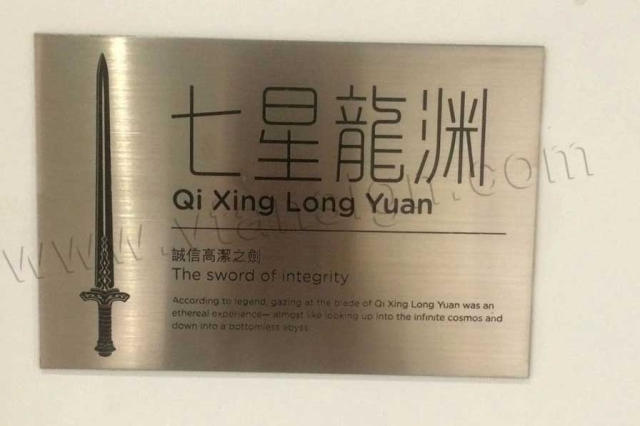 七星龍渊
Qi Xing Long Yuan
誠信高潔之劍
The sword of integrity
According to legend, gazing at the blade of Qi Xing Long Yuan was an
ethereal experience— almost like looking up into the infinite cosmos and
down into a bottomless abyss.